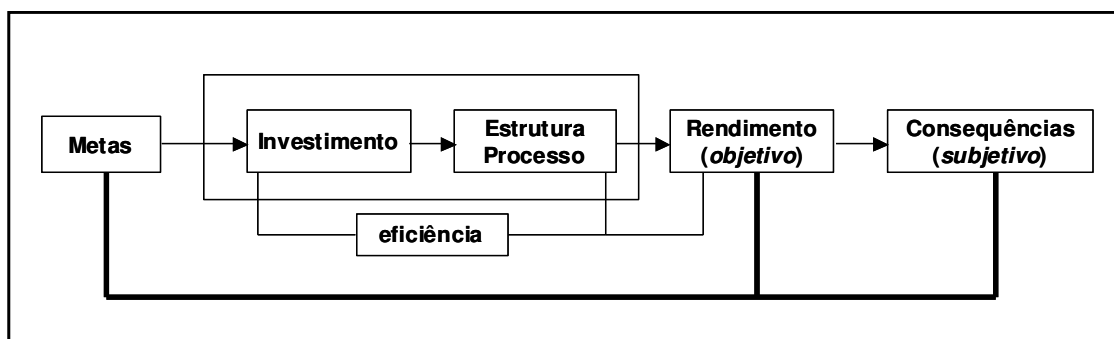 Metas
Investimento
Estrutura
Processo
Rendimento
(objetivo)
Consequências
(subjetivo)
eficiência